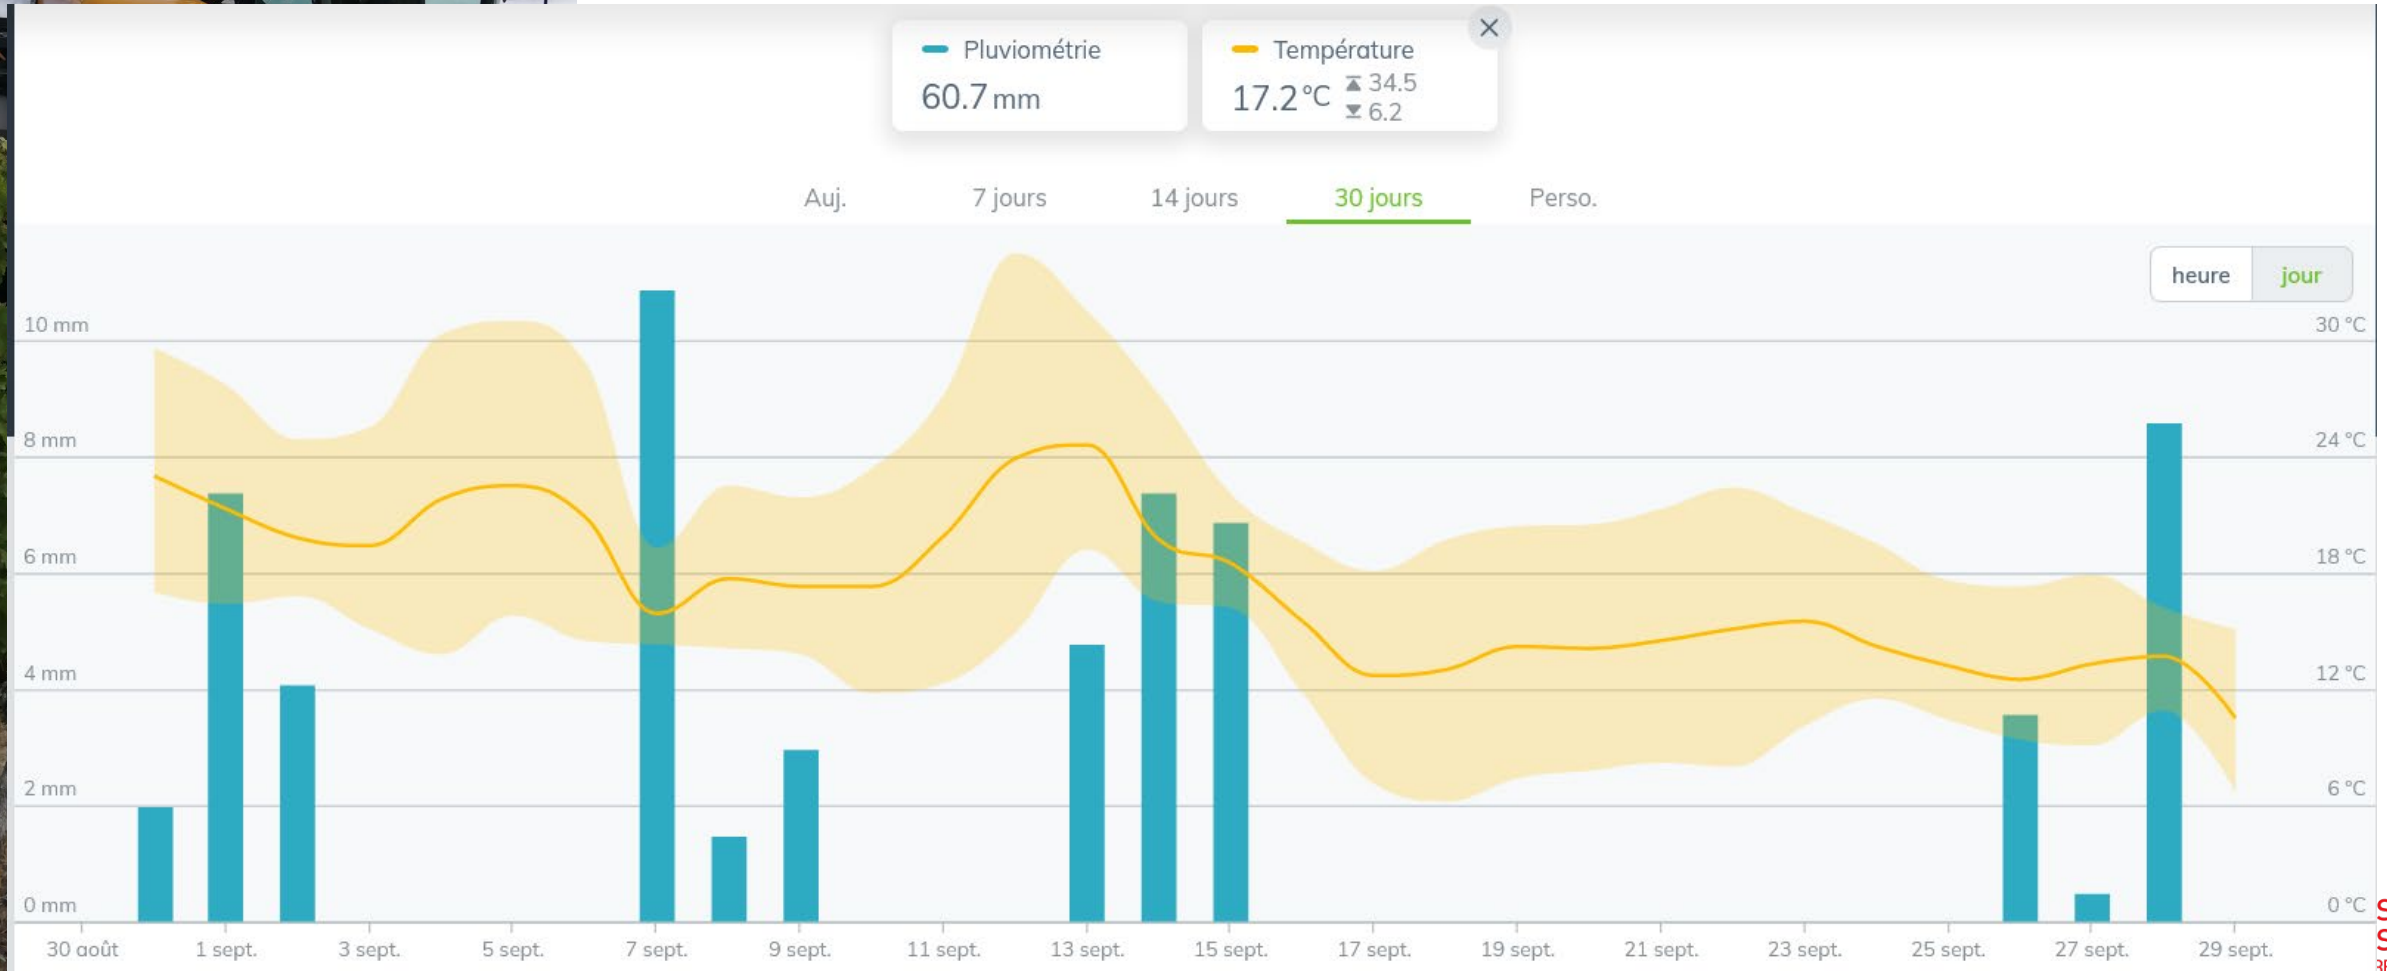 Pluviométrie
60.7 mm
Température
17.2 °C
34.5
6.2
Auj. 7 jours 14 jours 30 jours Perso.
heure jour
10 mm 30 °C
8 mm 24 °C
6 mm 18 °C
4 mm 12 °C
2 mm 6 °C
0 mm 0 °C
30 août 1 sept. 3 sept. 5 sept. 7 sept. 9 sept. 11 sept. 13 sept. 15 sept. 17 sept. 19 sept. 21 sept. 23 sept. 25 sept. 27 sept. 29 sept.